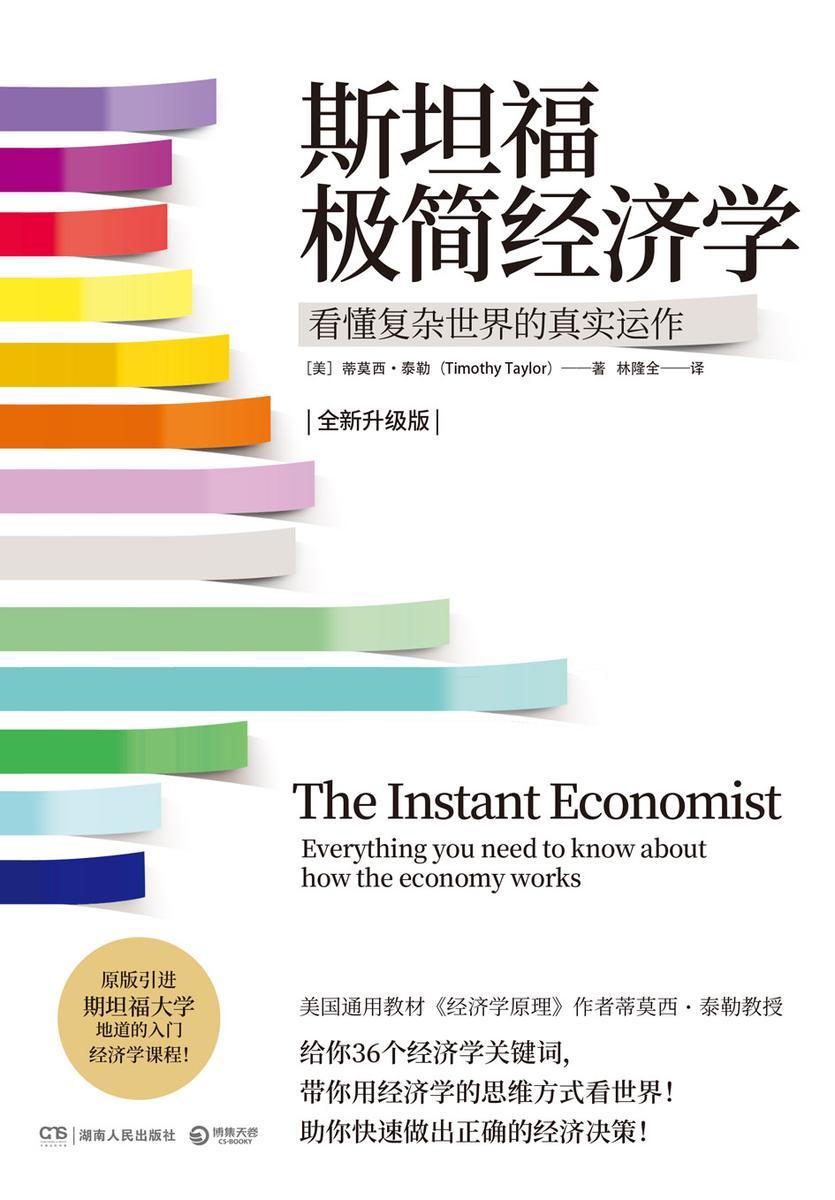 斯坦福
极简经济学
看懂复杂世界的真实运作
［美］蒂莫西·泰勒（Timothy Taylor）——著 林隆全——译
|全新升级版|
The Instant Economist
Everything you need to know about
how the economy works
原版引进
期坦福大学
地道的入门
经济学课程！
美国通用教材《经济学原理》作者蒂莫西·泰勒教授
给你36个经济学关键词，
带你用经济学的思维方式看世界！
助你快速做出正确的经济决策！
湖南人民出版社 博集天卷
CS-BOOKY